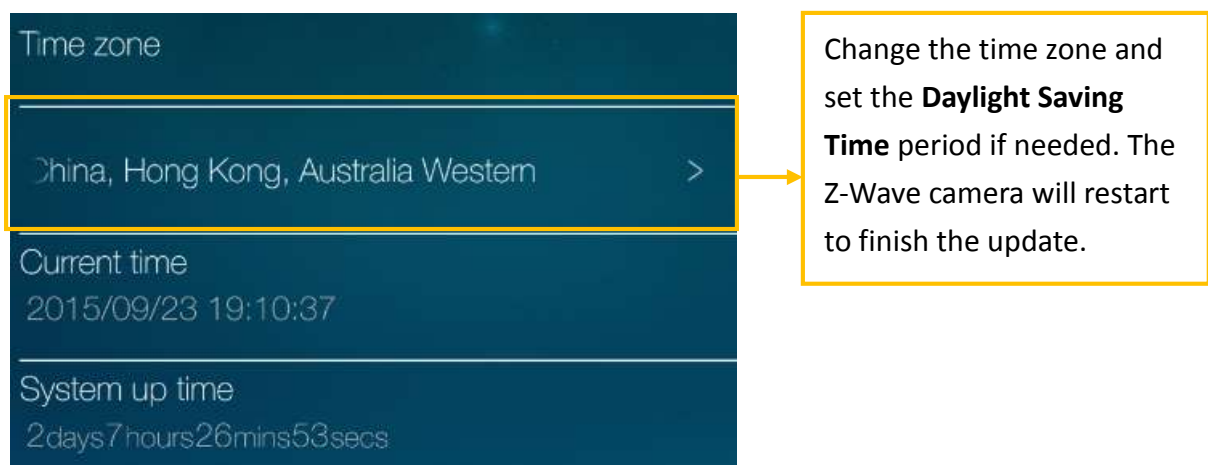 Time zone
China, Hong Kong, Australia Western >
Current time
2015/09/23 19:10:37
System up time
2days7hours26mins53secs
Change the time zone and
set the Daylight Saving
Time period if needed. The
Z-Wave camera will restart
to finish the update.